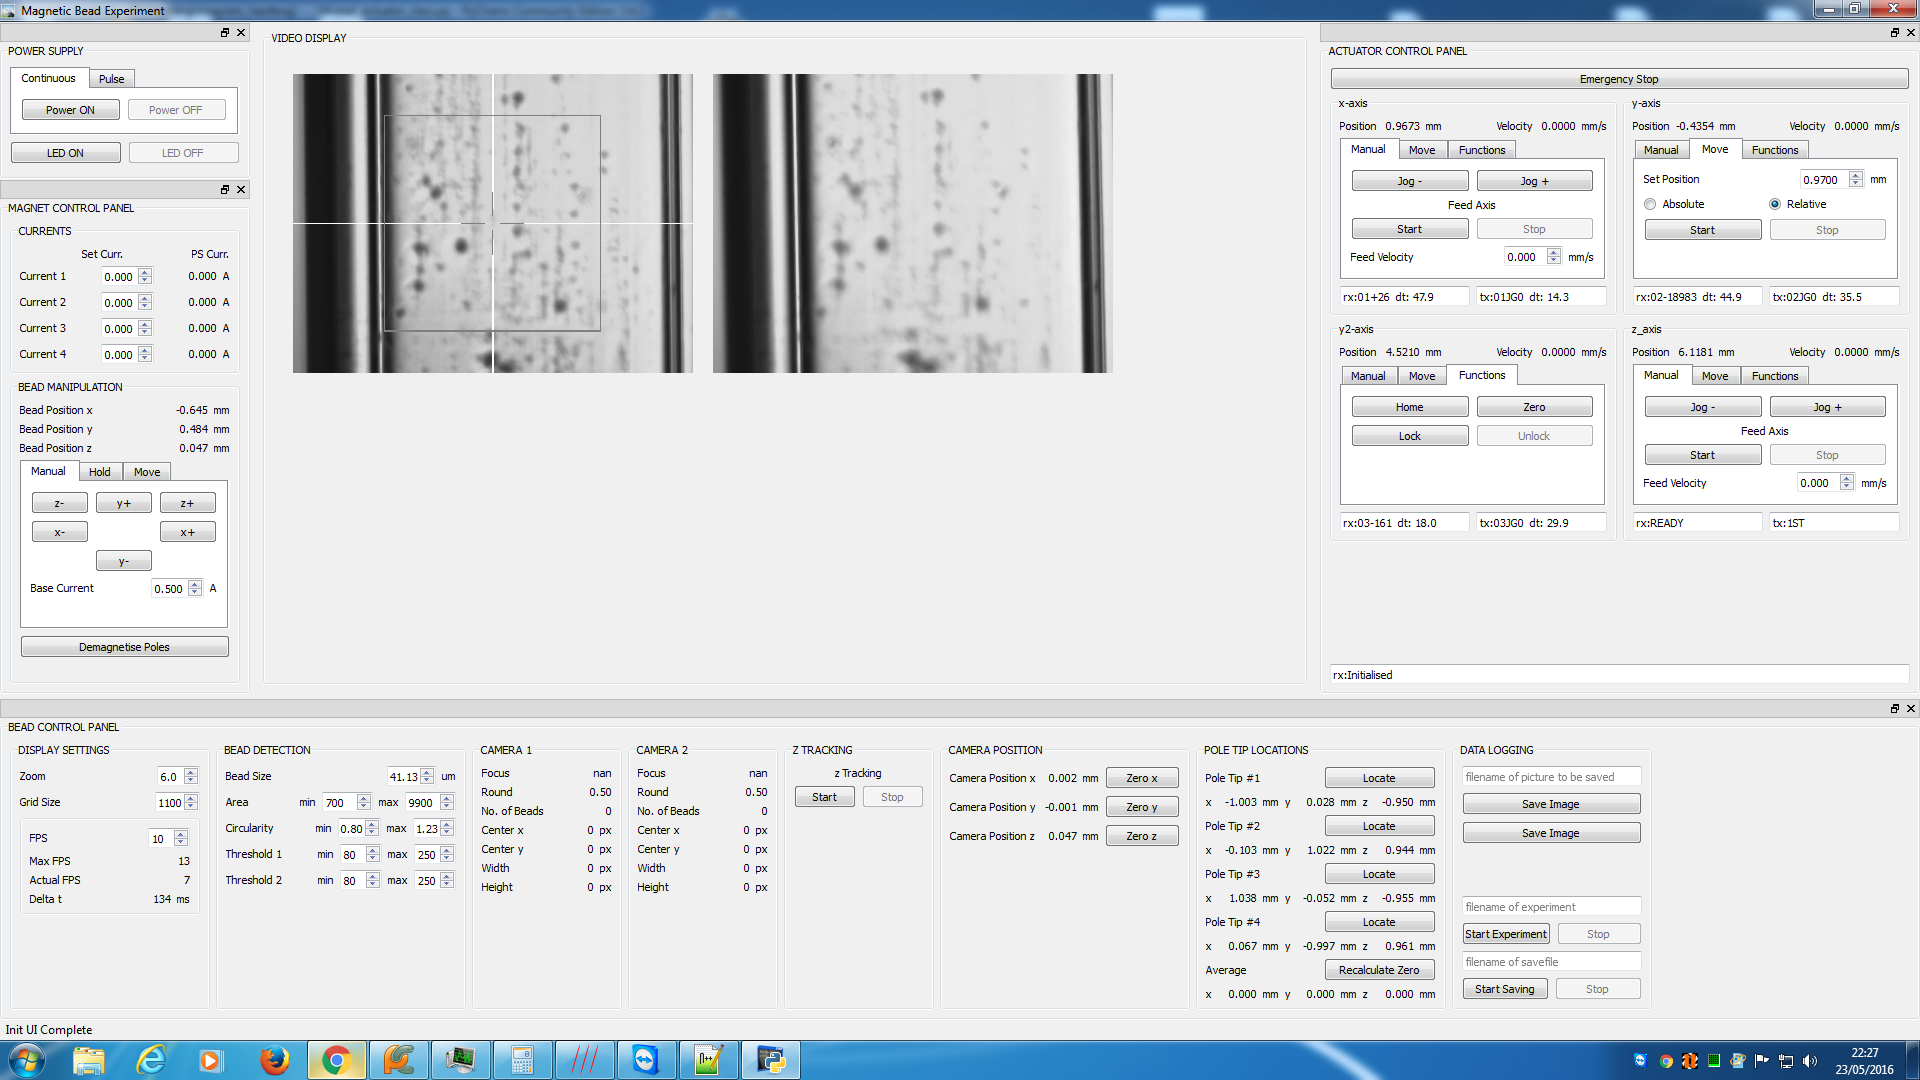 Magnetic Bead Experiment
POWER SUPPLY
Continuous Pulse
Power ON Power OFF
LED ON LED OFF
MAGNET CONTROL PANEL
CURRENTS
Set Curr. PS Curr.
Current 1 0.000 0.000 A
Current 2 0.000 0.000 A
Current 3 0.000 0.000 A
Current 4 0.000 0.000 A
BEAD MANIPULATION
Bead Position x -0.645 mm
Bead Position y 0.484 mm
Bead Position z 0.047 mm
Manual Hold Move
z- y+ z+
x- x+
y-
Base Current 0.500 A
Demagnetise Poles
VIDEO DISPLAY
ACTUATOR CONTROL PANEL
Emergency Stop
x-axis
Position 0.9673 mm Velocity 0.0000 mm/s
Manual Move Functions
Jog - Jog +
Feed Axis
Start Stop
Feed Velocity 0.000 mm/s
rx:01+26 dt: 47.9 tx:01JG0 dt: 14.3
y-axis
Position -0.4354 mm Velocity 0.0000 mm/s
Manual Move Functions
Set Position 0.9700 mm
Absolute Relative
Start Stop
rx:02-18983 dt: 44.9 tx:02JG0 dt: 35.5
y2-axis
Position 4.5210 mm Velocity 0.0000 mm/s
Manual Move Functions
Home Zero
Lock Unlock
rx:03-161 dt: 18.0 tx:03JG0 dt: 29.9
z_axis
Position 6.1181 mm Velocity 0.0000 mm/s
Manual Move Functions
Jog - Jog +
Feed Axis
Start Stop
Feed Velocity 0.000 mm/s
rx:READY tx:1ST
rx:Initialised
BEAD CONTROL PANEL
DISPLAY SETTINGS
Zoom 6.0
Grid Size 1100
FPS 10
Max FPS 13
Actual FPS 7
Delta t 134 ms
BEAD DETECTION
Bead Size 41.13 um
Area min 700 max 9900
Circularity min 0.80 max 1.23
Threshold 1 min 80 max 250
Threshold 2 min 80 max 250
CAMERA 1
Focus nan
Round 0.50
No. of Beads 0
Center x 0 px
Center y 0 px
Width 0 px
Height 0 px
CAMERA 2
Focus nan
Round 0.50
No. of Beads 0
Center x 0 px
Center y 0 px
Width 0 px
Height 0 px
Z TRACKING
z Tracking
Start Stop
CAMERA POSITION
Camera Position x 0.002 mm Zero x
Camera Position y -0.001 mm Zero y
Camera Position z 0.047 mm Zero z
POLE TIP LOCATIONS
Pole Tip #1 Locate
x -1.003 mm y 0.028 mm z -0.950 mm
Pole Tip #2 Locate
x -0.103 mm y 1.022 mm z 0.944 mm
Pole Tip #3 Locate
x 1.038 mm y -0.052 mm z -0.955 mm
Pole Tip #4 Locate
x 0.067 mm y -0.997 mm z 0.961 mm
Average Recalculate Zero
x 0.000 mm y 0.000 mm z 0.000 mm
DATA LOGGING
filename of picture to be saved
Save Image
Save Image
filename of experiment
Start Experiment Stop
filename of savefile
Start Saving Stop
Init UI Complete
22:27
23/05/2016